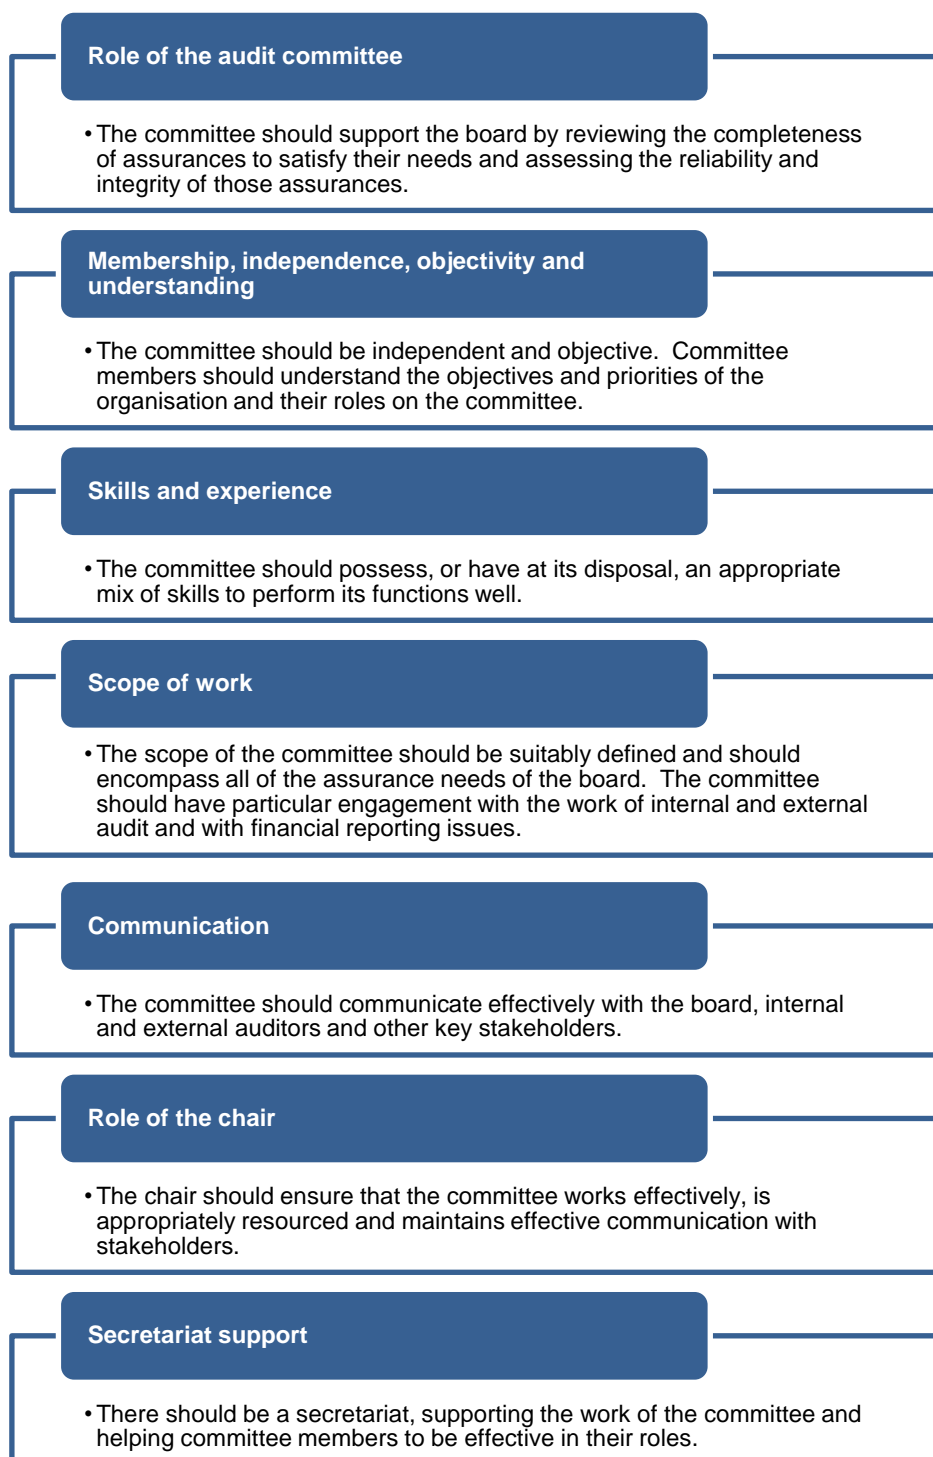 Role of the audit committee
• The committee should support the board by reviewing the completeness
of assurances to satisfy their needs and assessing the reliability and
integrity of those assurances.
Membership, independence, objectivity and
understanding
• The committee should be independent and objective.  Committee
members should understand the objectives and priorities of the
organisation and their roles on the committee.
Skills and experience
• The committee should possess, or have at its disposal, an appropriate
mix of skills to perform its functions well.
Scope of work
• The scope of the committee should be suitably defined and should
encompass all of the assurance needs of the board.  The committee
should have particular engagement with the work of internal and external
audit and with financial reporting issues.
Communication
• The committee should communicate effectively with the board, internal
and external auditors and other key stakeholders.
Role of the chair
• The chair should ensure that the committee works effectively, is
appropriately resourced and maintains effective communication with
stakeholders.
Secretariat support
• There should be a secretariat, supporting the work of the committee and
helping committee members to be effective in their roles.